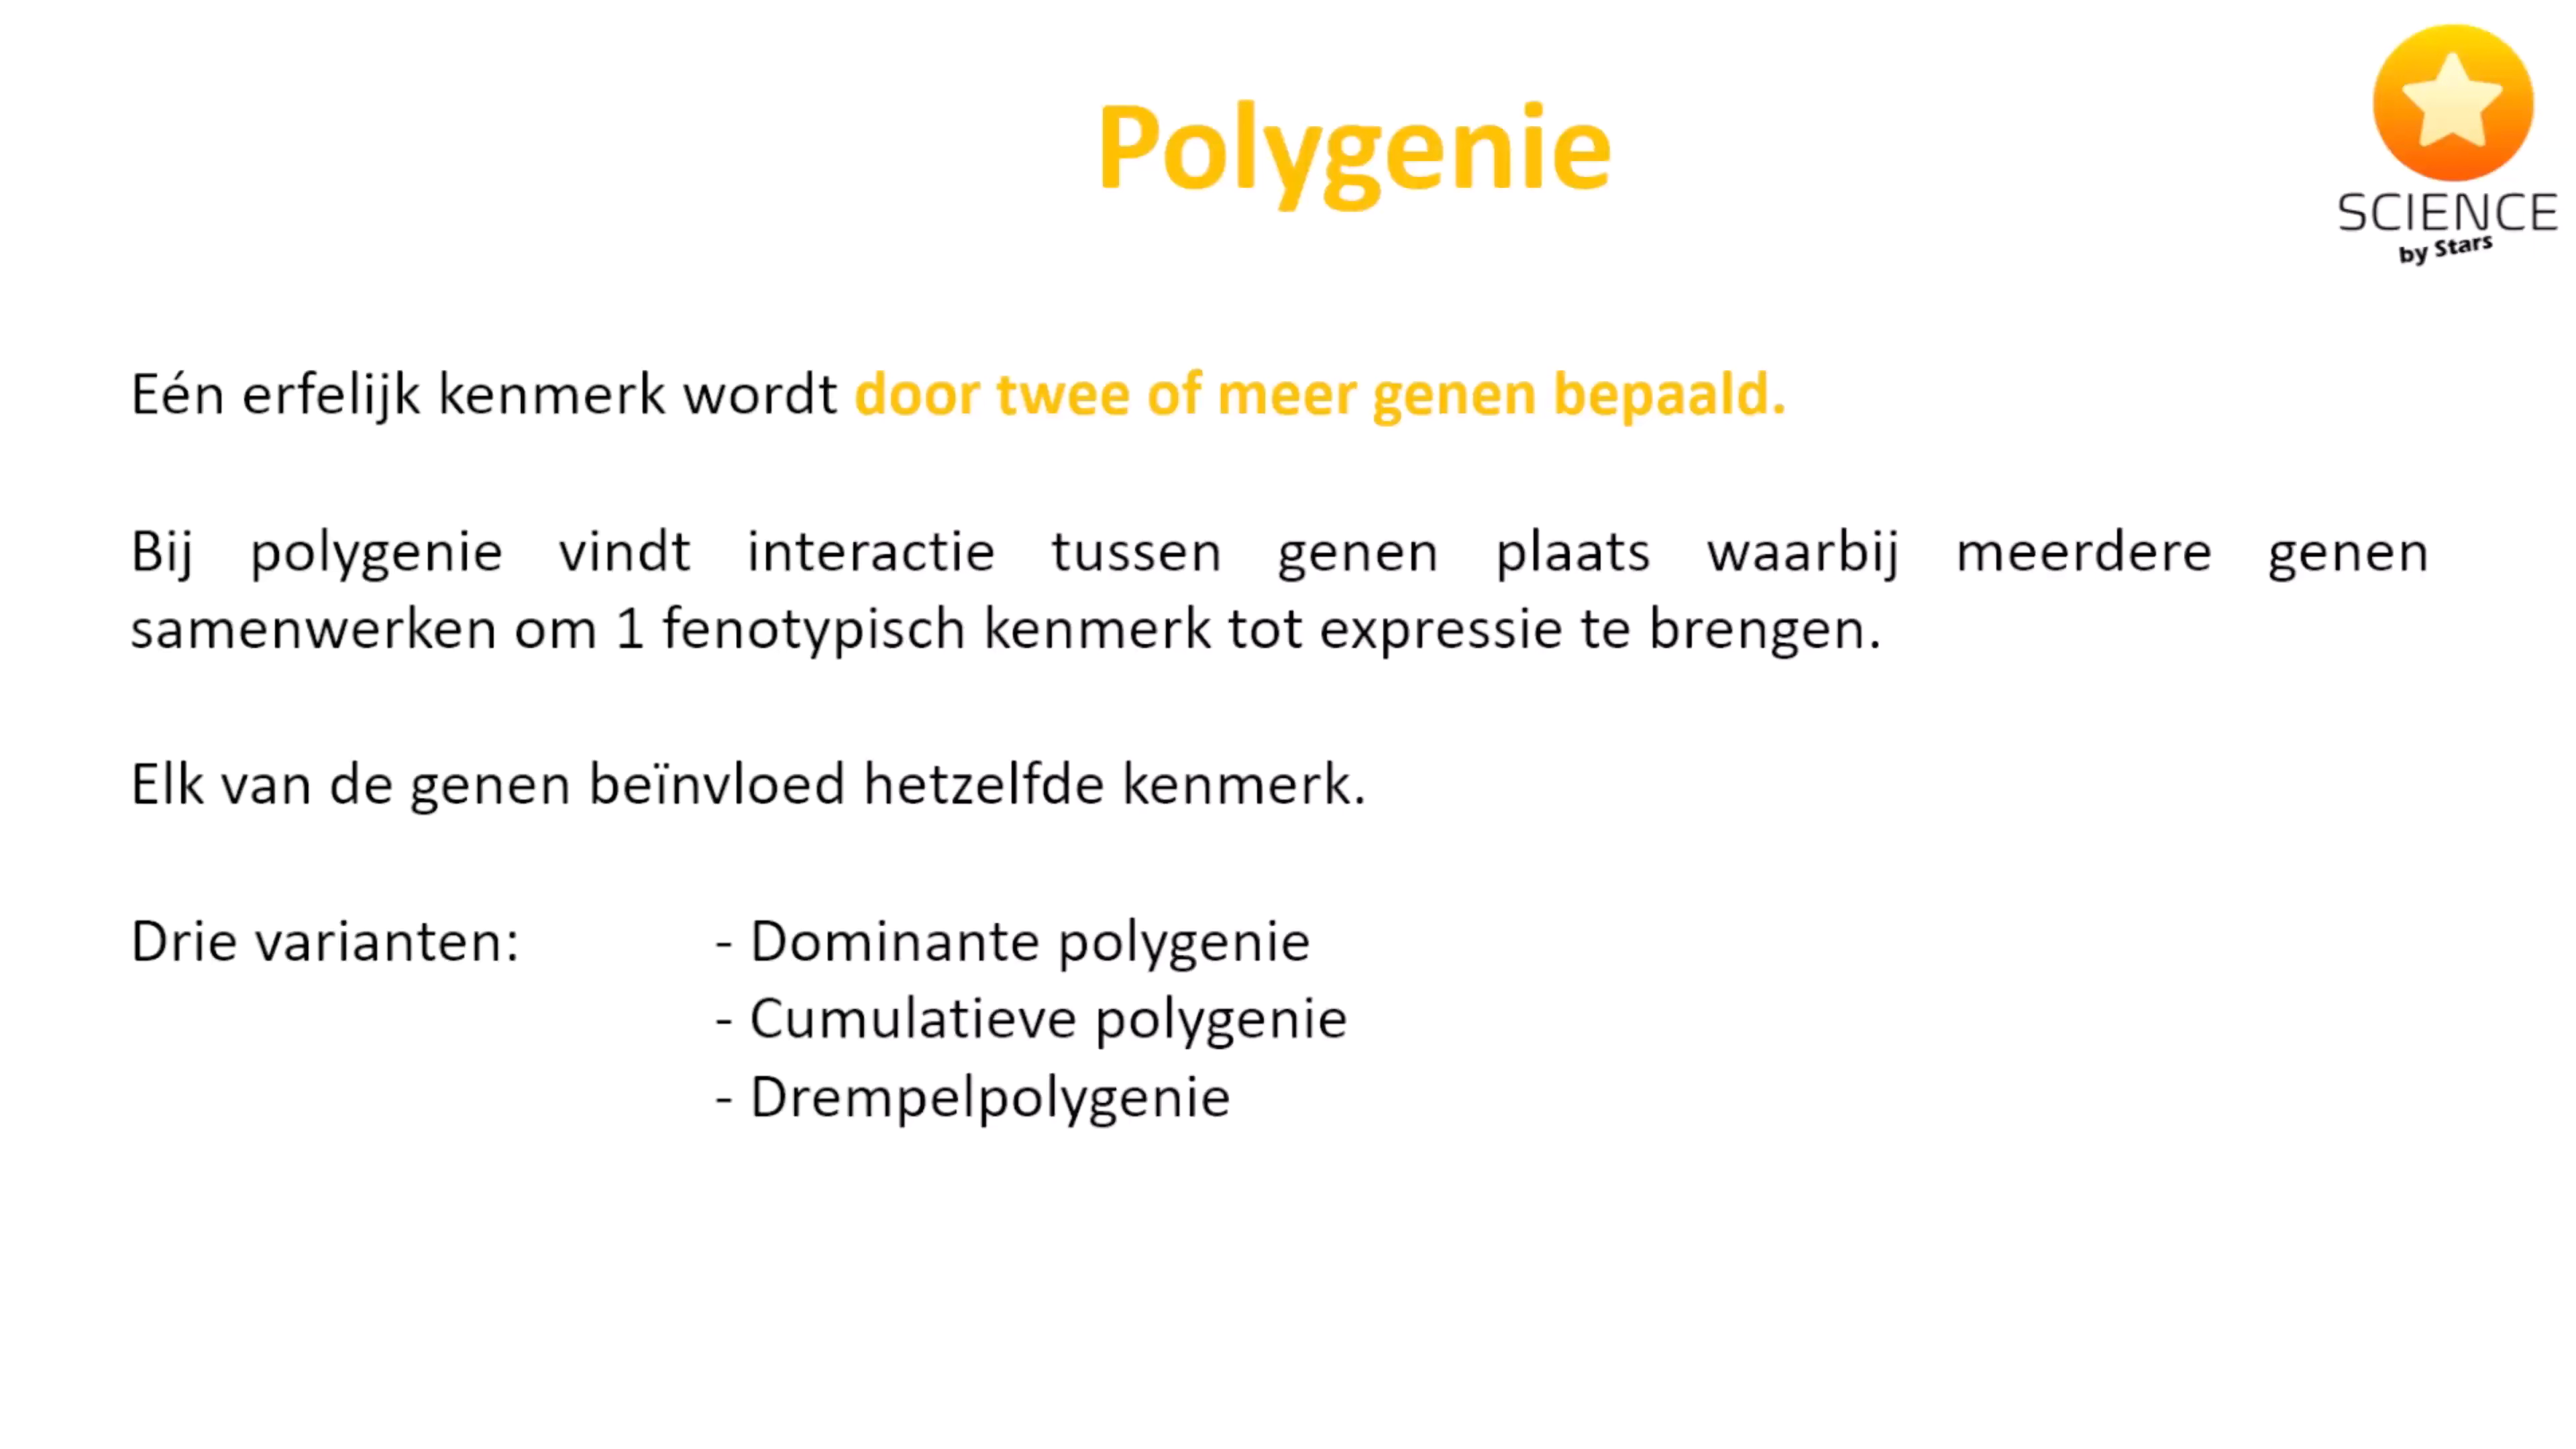 Polygenie
SCIENCE
by Stars
Eén erfelijk kenmerk wordt door twee of meer genen bepaald.
Bij polygenie vindt interactie tussen genen plaats waarbij meerdere genen
samenwerken om 1 fenotypisch kenmerk tot expressie te brengen.
Elk van de genen beïnvloed hetzelfde kenmerk.
Drie varianten: - Dominante polygenie
- Cumulatieve polygenie
- Drempelpolygenie